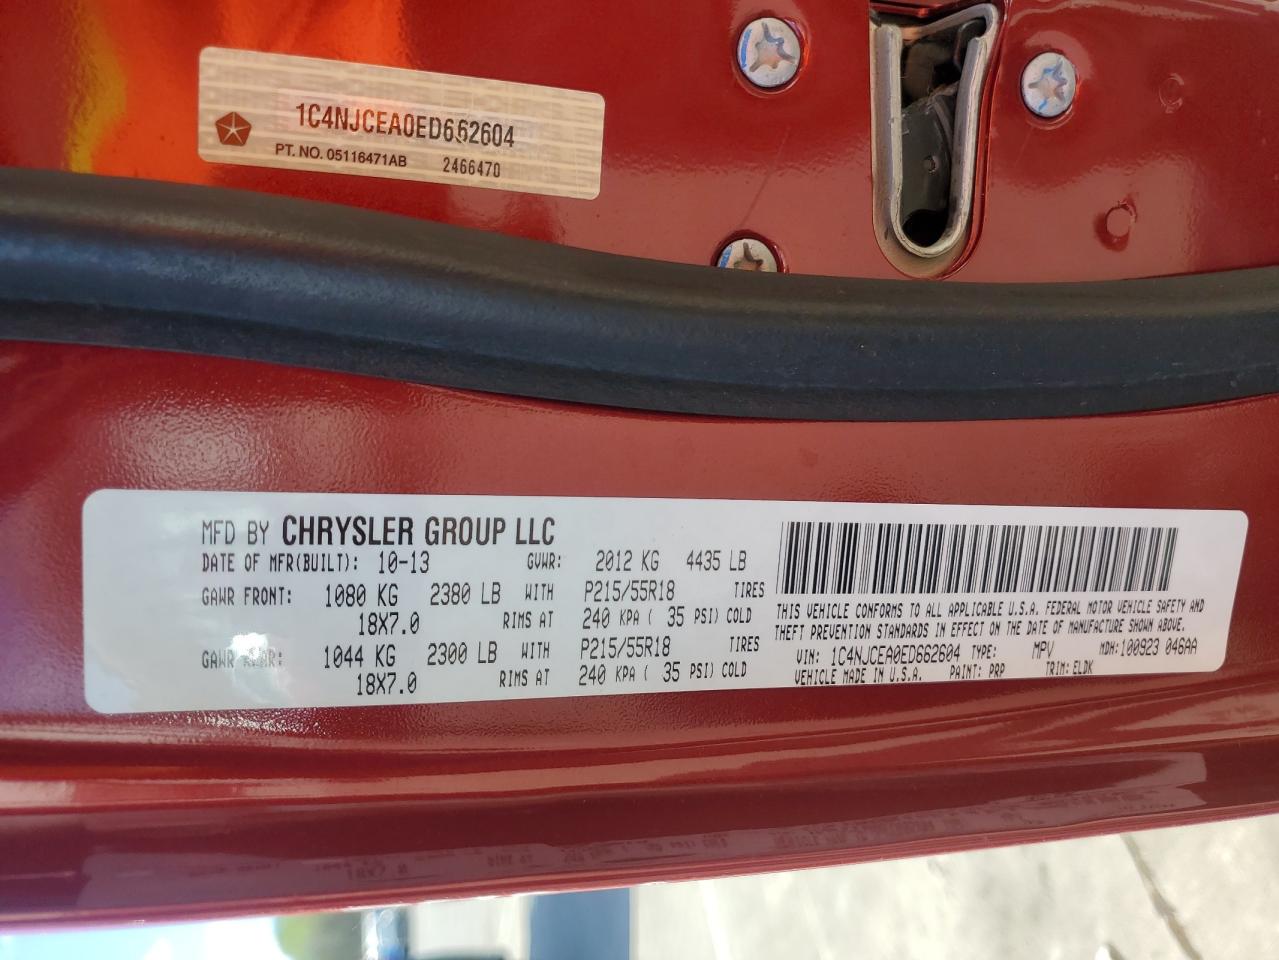 1C4NJCEA0ED662604
PT. NO. 05116471AB 2466470
MFD BY CHRYSLER GROUP LLC
DATE OF MFR(BUILT): 10-13 GVWR: 2012 KG 4435 LB
GAWR FRONT: 1080 KG 2380 LB WITH P215/55R18 TIRES
18X7.0 RIMS AT 240 KPA ( 35 PSI) COLD
GAWR REAR: 1044 KG 2300 LB WITH P215/55R18 TIRES
18X7.0 RIMS AT 240 KPA ( 35 PSI) COLD
THIS VEHICLE CONFORMS TO ALL APPLICABLE U.S.A. FEDERAL MOTOR VEHICLE SAFETY AND
THEFT PREVENTION STANDARDS IN EFFECT ON THE DATE OF MANUFACTURE SHOWN ABOVE.
VIN: 1C4NJCEA0ED662604 TYPE: MPV MDH: 100923 046AA
VEHICLE MADE IN U.S.A. PAINT: PRP TRIM: ELDK